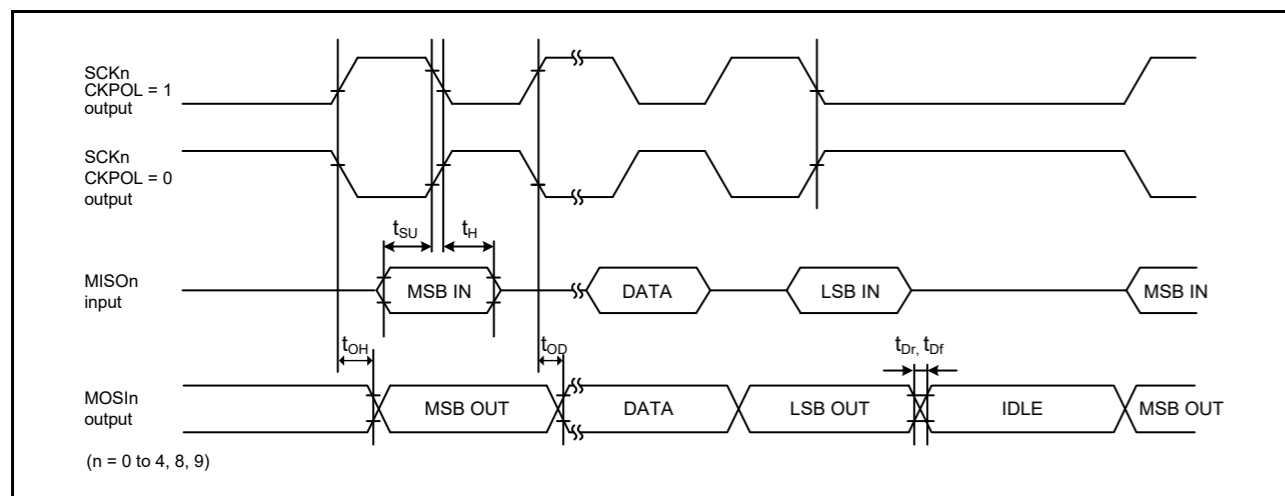 SCKn
CKPOL = 1
output
SCKn
CKPOL = 0
output
tSU
tH
MISOn
input
MSB IN
DATA
LSB IN
MSB IN
tOH
tOD
tDr, tDf
MOSIn
output
MSB OUT
DATA
LSB OUT
IDLE
MSB OUT
(n = 0 to 4, 8, 9)